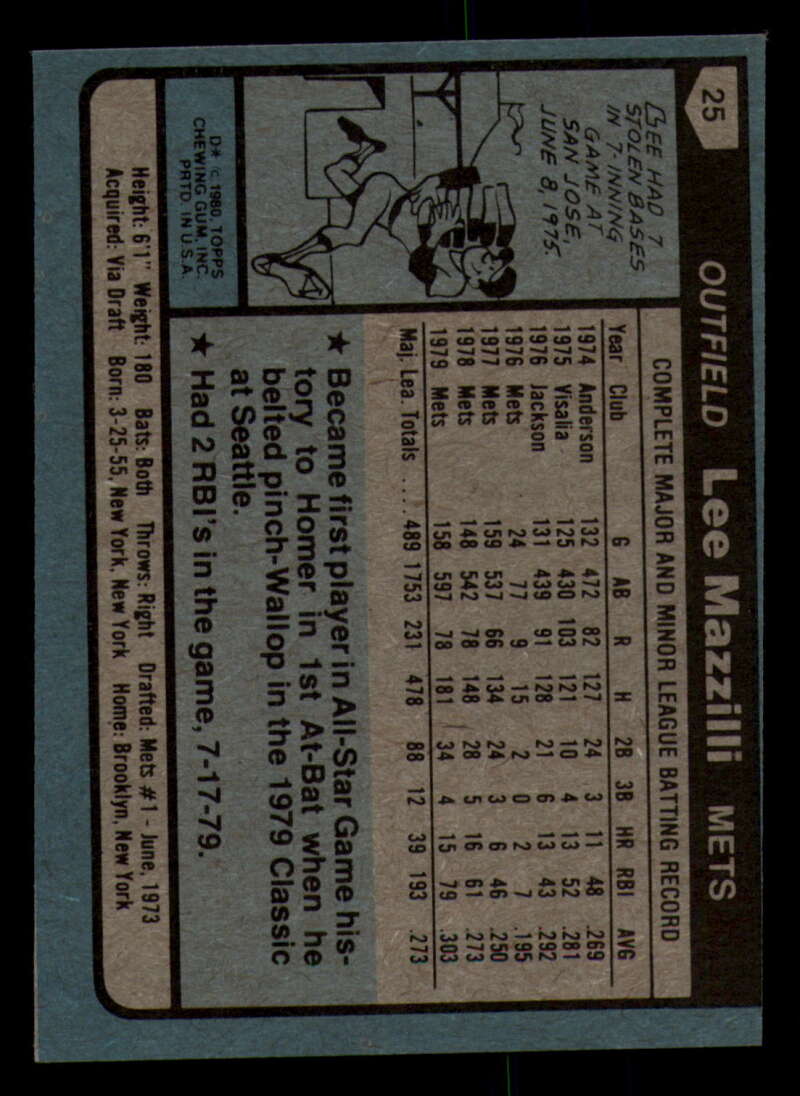 25
OUTFIELD Lee Mazzilli METS
LEE HAD 7
STOLEN BASES
IN 7-INNING
GAME AT
SAN JOSE,
JUNE 8, 1975.
D* © 1980, TOPPS
CHEWING GUM, INC.
PRTD. IN U.S.A.
COMPLETE MAJOR AND MINOR LEAGUE BATTING RECORD
Year Club G AB R H 2B 3B HR RBI AVG
1974 Anderson 132 472 82 127 24 3 11 48 .269
1975 Visalia 125 430 103 121 10 4 13 52 .281
1976 Jackson 131 439 91 128 21 6 13 43 .292
1976 Mets 24 77 9 15 2 0 2 7 .195
1977 Mets 159 537 66 134 24 3 6 46 .250
1978 Mets 148 542 78 148 28 5 16 61 .273
1979 Mets 158 597 78 181 34 4 15 79 .303
Maj. Lea. Totals .... 489 1753 231 478 88 12 39 193 .273
★ Became first player in All-Star Game his-
tory to Homer in 1st At-Bat when he
belted pinch-Wallop in the 1979 Classic
at Seattle.
★ Had 2 RBI's in the game, 7-17-79.
Height: 6'1" Weight: 180 Bats: Both Throws: Right Drafted: Mets #1 - June, 1973
Acquired: Via Draft Born: 3-25-55, New York, New York Home: Brooklyn, New York